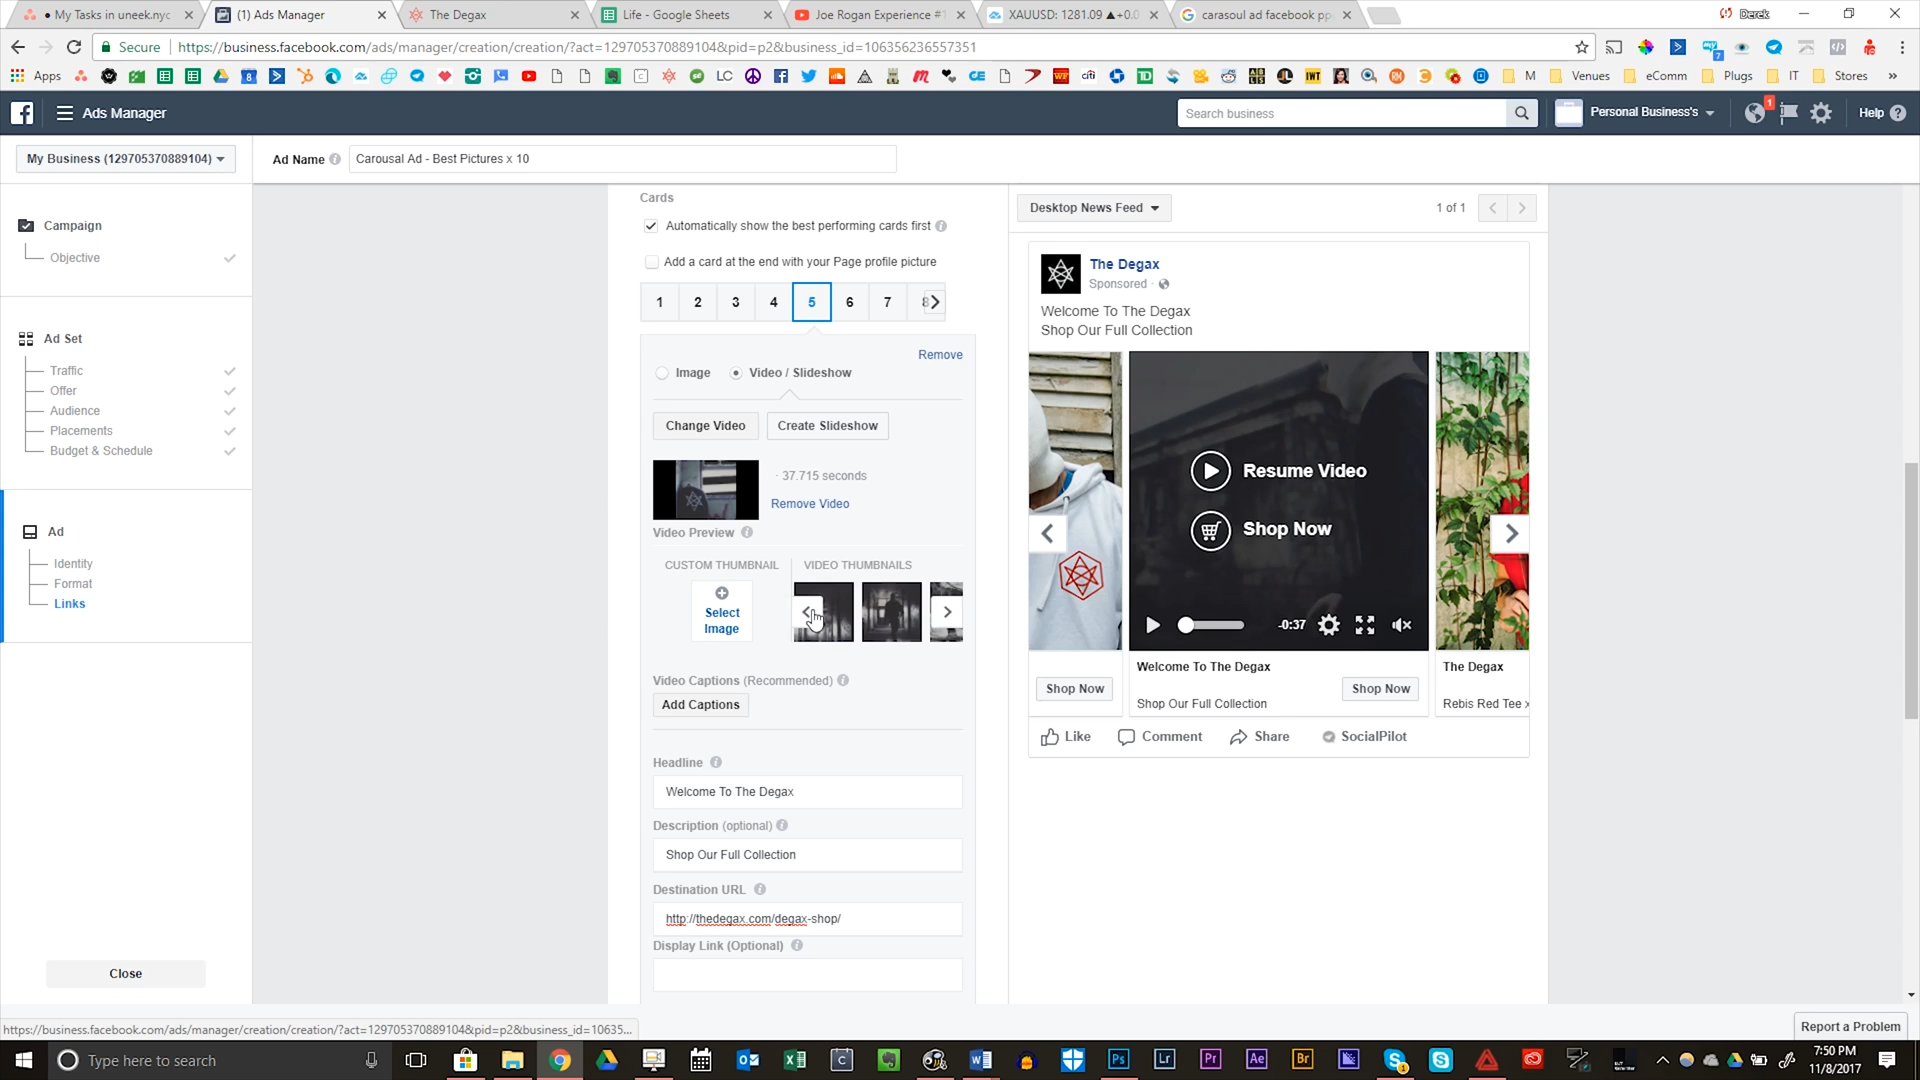 My Tasks in uneek.nyc
(1) Ads Manager
The Degax
Life - Google Sheets
Joe Rogan Experience #1
XAUUSD: 1281.09 ▲+0.0
carasoul ad facebook pp
Derek
Secure
https://business.facebook.com/ads/manager/creation/creation/?act=129705370889104&pid=p2&business_id=106356236557351
Apps
LC
M
Venues
eComm
Plugs
IT
Stores
»
Ads Manager
Search business
Personal Business's
1
Help
My Business (129705370889104)
Ad Name
Carousal Ad - Best Pictures x 10
Campaign
Objective
Ad Set
Traffic
Offer
Audience
Placements
Budget & Schedule
Ad
Identity
Format
Links
Close
Cards
Automatically show the best performing cards first
Add a card at the end with your Page profile picture
1 2 3 4 5 6 7 8
Remove
Image
Video / Slideshow
Change Video
Create Slideshow
· 37.715 seconds
Remove Video
Video Preview
CUSTOM THUMBNAIL
VIDEO THUMBNAILS
Select
Image
Video Captions (Recommended)
Add Captions
Headline
Welcome To The Degax
Description (optional)
Shop Our Full Collection
Destination URL
http://thedegax.com/degax-shop/
Display Link (Optional)
Desktop News Feed
1 of 1
The Degax
Sponsored ·
Welcome To The Degax
Shop Our Full Collection
Resume Video
Shop Now
-0:37
Shop Now
Welcome To The Degax
Shop Our Full Collection
Shop Now
The Degax
Rebis Red Tee x
Like
Comment
Share
SocialPilot
https://business.facebook.com/ads/manager/creation/creation/?act=129705370889104&pid=p2&business_id=10635...
Report a Problem
Type here to search
7:50 PM
11/8/2017